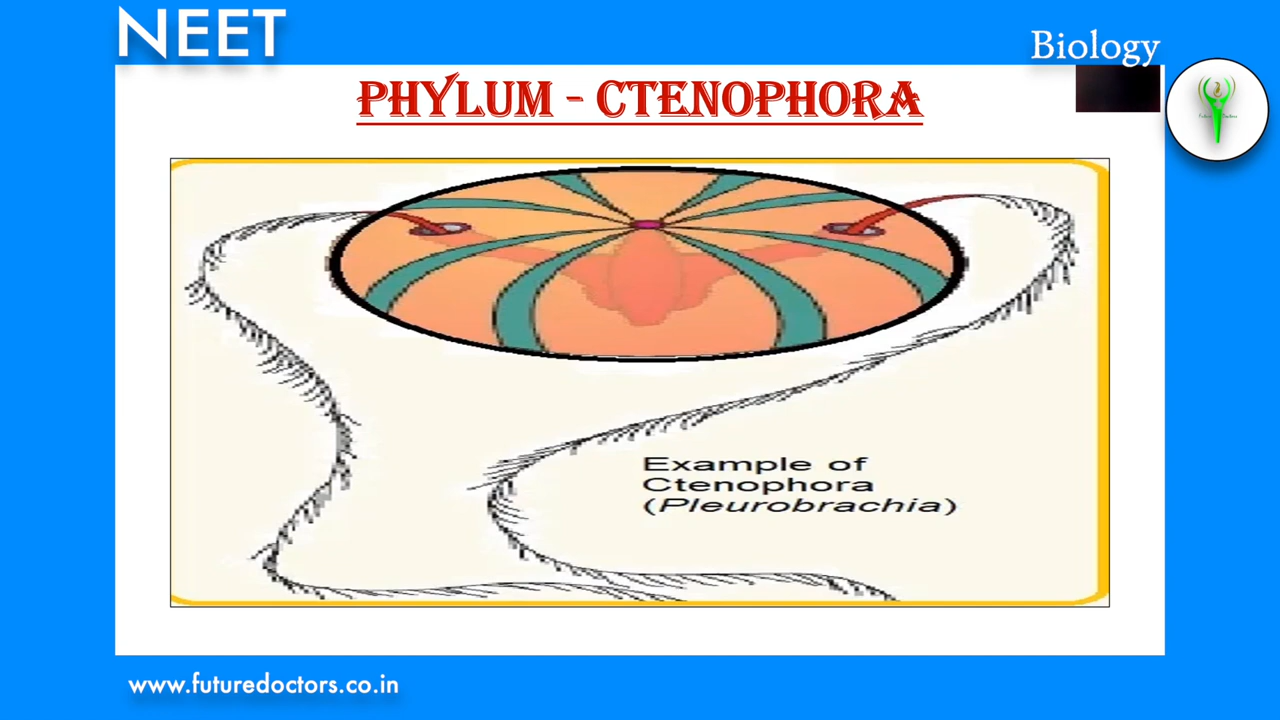 NEET
Biology
PHYLUM - CTENOPHORA
Example of
Ctenophora
(Pleurobrachia)
www.futuredoctors.co.in